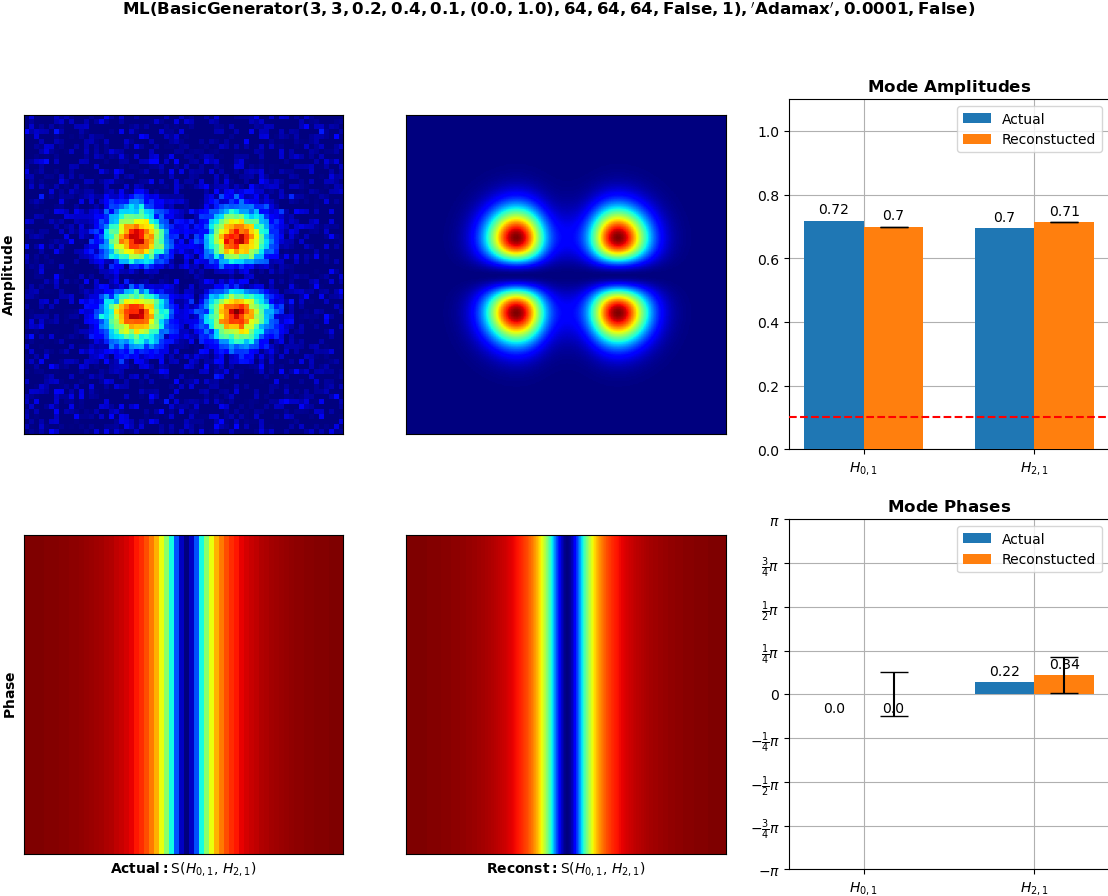 ML(BasicGenerator(3, 3, 0.2, 0.4, 0.1, (0.0, 1.0), 64, 64, 64, False, 1), ′Adamax′, 0.0001, False)
Amplitude
Mode Amplitudes
Actual
Reconstucted
1.0
0.8
0.6
0.4
0.2
0.0
0.72
0.7
0.7
0.71
H0,1
H2,1
Phase
Actual: S(H0,1, H2,1)
Reconst: S(H0,1, H2,1)
Mode Phases
Actual
Reconstucted
π
3/4π
1/2π
1/4π
0
−1/4π
−1/2π
−3/4π
−π
0.0
0.0
0.22
0.34
H0,1
H2,1